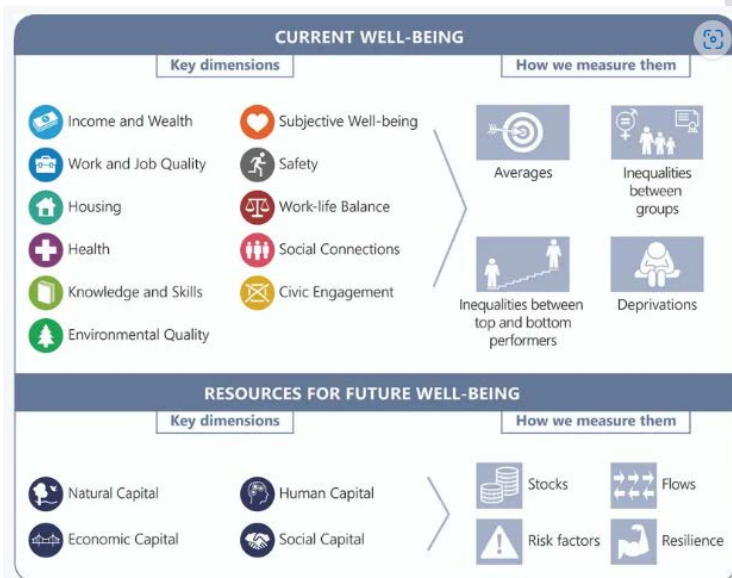 CURRENT WELL-BEING
Key dimensions
How we measure them
Income and Wealth
Subjective Well-being
Work and Job Quality
Safety
Housing
Work-life Balance
Health
Social Connections
Knowledge and Skills
Civic Engagement
Environmental Quality
Averages
Inequalities
between
groups
Inequalities between
top and bottom
performers
Deprivations
RESOURCES FOR FUTURE WELL-BEING
Key dimensions
How we measure them
Natural Capital
Human Capital
Economic Capital
Social Capital
Stocks
Flows
Risk factors
Resilience